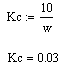 Kc := 10/w
Kc = 0.03